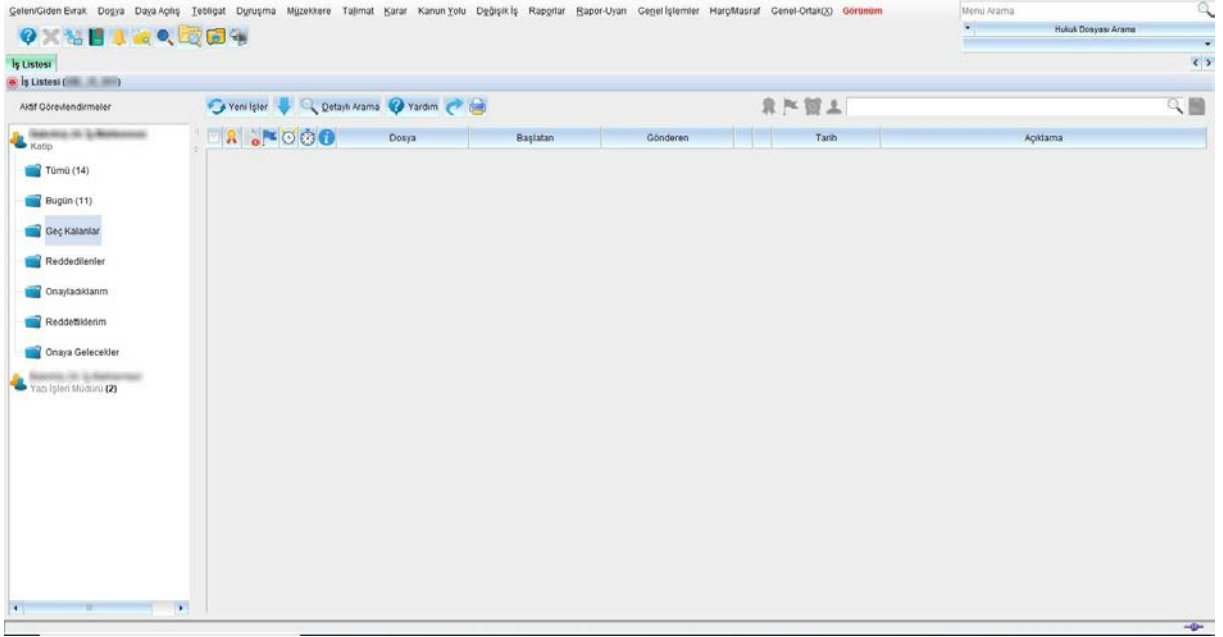 Gelen/Giden Evrak Dosya Dava Açılış Tebligat Duruşma Müzekkere Talimat Karar Kanun Yolu Değişik İş Raporlar Rapor-Uyarı Genel İşlemler Harç/Masraf Genel-Ortak(X) Görünüm
Menü Arama
Hukuk Dosyası Arama
İş Listesi
İş Listesi (
Aktif Görevlendirmeler
Yeni İşler Detaylı Arama Yardım
Dosya Başlatan Gönderen Tarih Açıklama
Katip
Tümü (14)
Bugün (11)
Geç Kalanlar
Reddedilenler
Onayladıklarım
Reddettiklerim
Onaya Gelecekler
Yazı İşleri Müdürü (2)